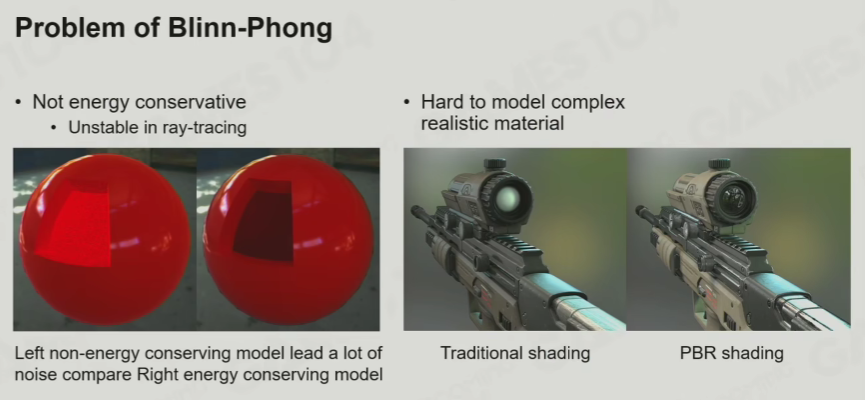 Problem of Blinn-Phong
• Not energy conservative
• Unstable in ray-tracing
• Hard to model complex
realistic material
Left non-energy conserving model lead a lot of
noise compare Right energy conserving model
Traditional shading
PBR shading
GAMES104